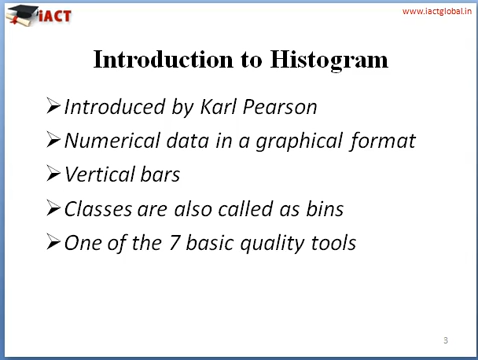 iACT
www.iactglobal.in
Introduction to Histogram
Introduced by Karl Pearson
Numerical data in a graphical format
Vertical bars
Classes are also called as bins
One of the 7 basic quality tools
3